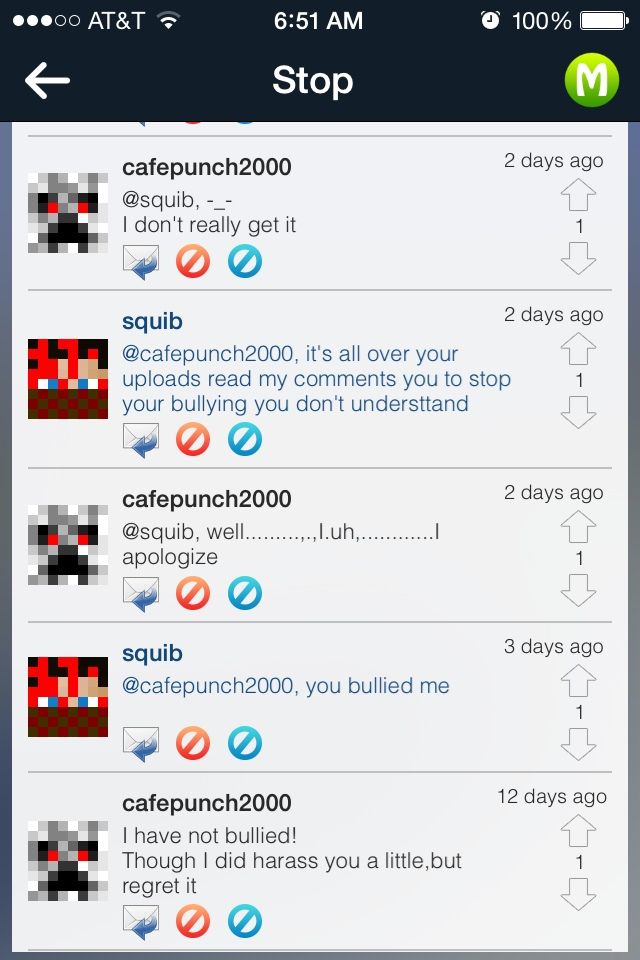 AT&T 6:51 AM 100%
Stop M
cafepunch2000 2 days ago
@squib, -_-
I don't really get it
1
squib 2 days ago
@cafepunch2000, it's all over your
uploads read my comments you to stop
your bullying you don't understtand
1
cafepunch2000 2 days ago
@squib, well.........,.,I.uh,............I
apologize
1
squib 3 days ago
@cafepunch2000, you bullied me
1
cafepunch2000 12 days ago
I have not bullied!
Though I did harass you a little,but
regret it
1